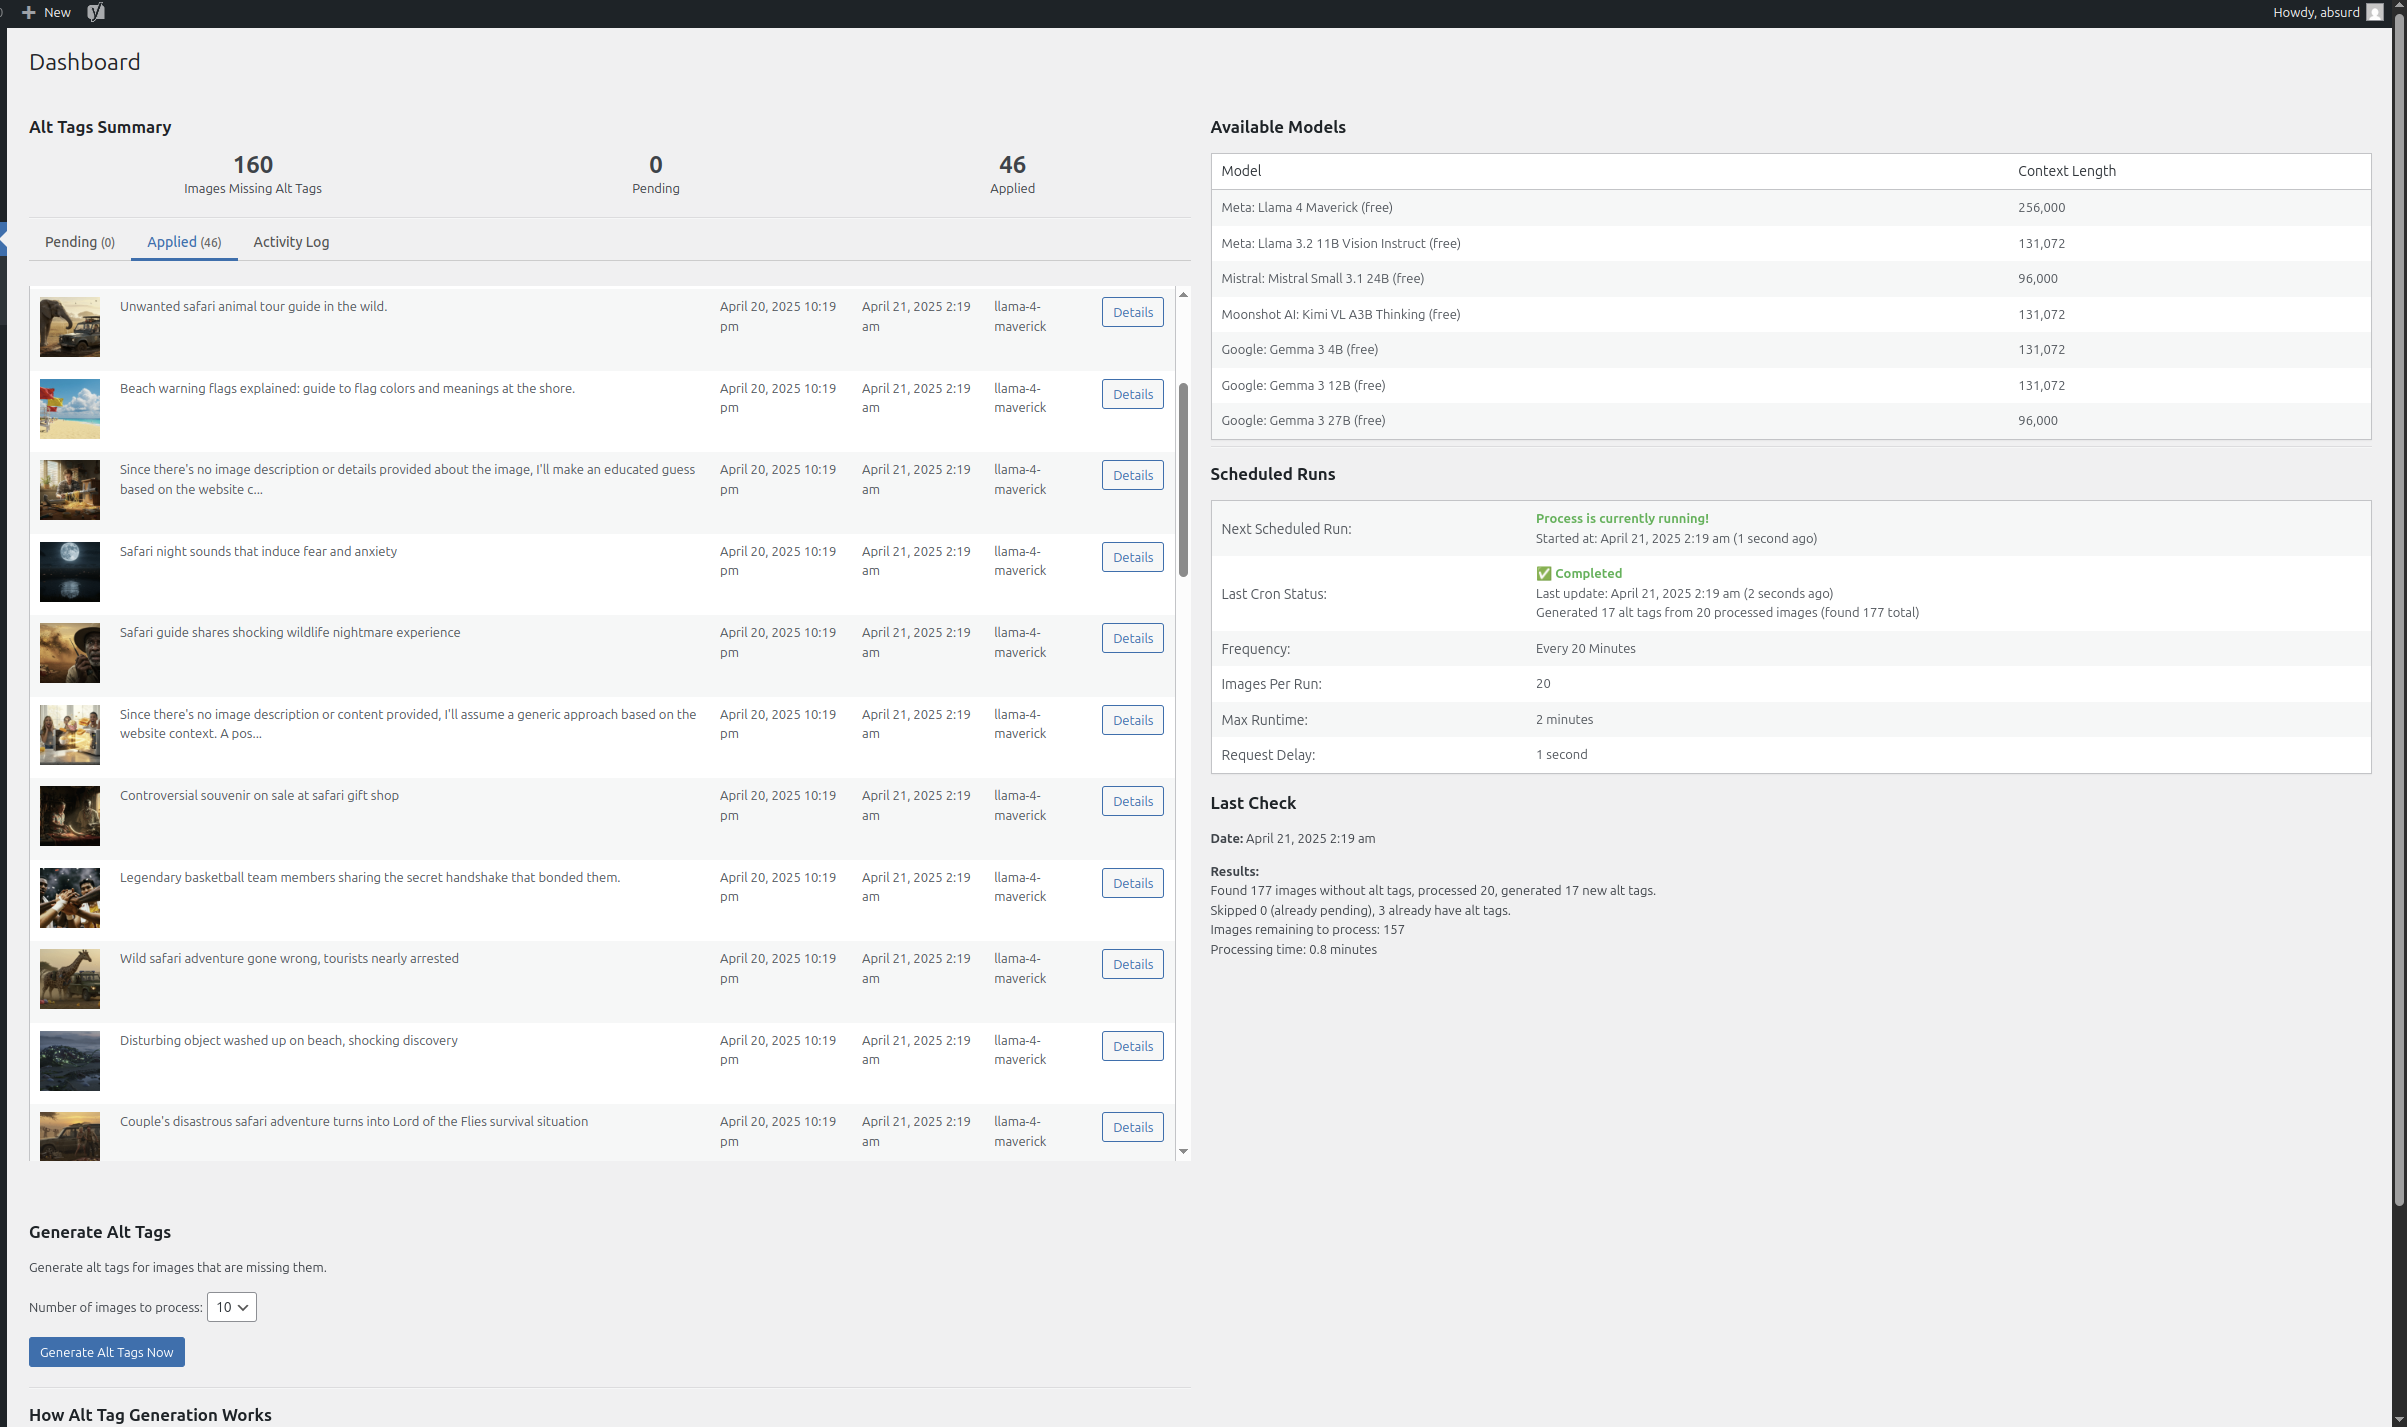 New
Howdy, absurd
Dashboard
Alt Tags Summary
160
Images Missing Alt Tags
0
Pending
46
Applied
Pending (0)
Applied (46)
Activity Log
Unwanted safari animal tour guide in the wild.
April 20, 2025 10:19
pm
April 21, 2025 2:19
am
llama-4-
maverick
Details
Beach warning flags explained: guide to flag colors and meanings at the shore.
April 20, 2025 10:19
pm
April 21, 2025 2:19
am
llama-4-
maverick
Details
Since there's no image description or details provided about the image, I'll make an educated guess
based on the website c...
April 20, 2025 10:19
pm
April 21, 2025 2:19
am
llama-4-
maverick
Details
Safari night sounds that induce fear and anxiety
April 20, 2025 10:19
pm
April 21, 2025 2:19
am
llama-4-
maverick
Details
Safari guide shares shocking wildlife nightmare experience
April 20, 2025 10:19
pm
April 21, 2025 2:19
am
llama-4-
maverick
Details
Since there's no image description or content provided, I'll assume a generic approach based on the
website context. A pos...
April 20, 2025 10:19
pm
April 21, 2025 2:19
am
llama-4-
maverick
Details
Controversial souvenir on sale at safari gift shop
April 20, 2025 10:19
pm
April 21, 2025 2:19
am
llama-4-
maverick
Details
Legendary basketball team members sharing the secret handshake that bonded them.
April 20, 2025 10:19
pm
April 21, 2025 2:19
am
llama-4-
maverick
Details
Wild safari adventure gone wrong, tourists nearly arrested
April 20, 2025 10:19
pm
April 21, 2025 2:19
am
llama-4-
maverick
Details
Disturbing object washed up on beach, shocking discovery
April 20, 2025 10:19
pm
April 21, 2025 2:19
am
llama-4-
maverick
Details
Couple's disastrous safari adventure turns into Lord of the Flies survival situation
April 20, 2025 10:19
pm
April 21, 2025 2:19
am
llama-4-
maverick
Details
Generate Alt Tags
Generate alt tags for images that are missing them.
Number of images to process: 10
Generate Alt Tags Now
How Alt Tag Generation Works
Available Models
Model Context Length
Meta: Llama 4 Maverick (free) 256,000
Meta: Llama 3.2 11B Vision Instruct (free) 131,072
Mistral: Mistral Small 3.1 24B (free) 96,000
Moonshot AI: Kimi VL A3B Thinking (free) 131,072
Google: Gemma 3 4B (free) 131,072
Google: Gemma 3 12B (free) 131,072
Google: Gemma 3 27B (free) 96,000
Scheduled Runs
Next Scheduled Run:
Process is currently running!
Started at: April 21, 2025 2:19 am (1 second ago)
Last Cron Status:
✅ Completed
Last update: April 21, 2025 2:19 am (2 seconds ago)
Generated 17 alt tags from 20 processed images (found 177 total)
Frequency: Every 20 Minutes
Images Per Run: 20
Max Runtime: 2 minutes
Request Delay: 1 second
Last Check
Date: April 21, 2025 2:19 am
Results:
Found 177 images without alt tags, processed 20, generated 17 new alt tags.
Skipped 0 (already pending), 3 already have alt tags.
Images remaining to process: 157
Processing time: 0.8 minutes